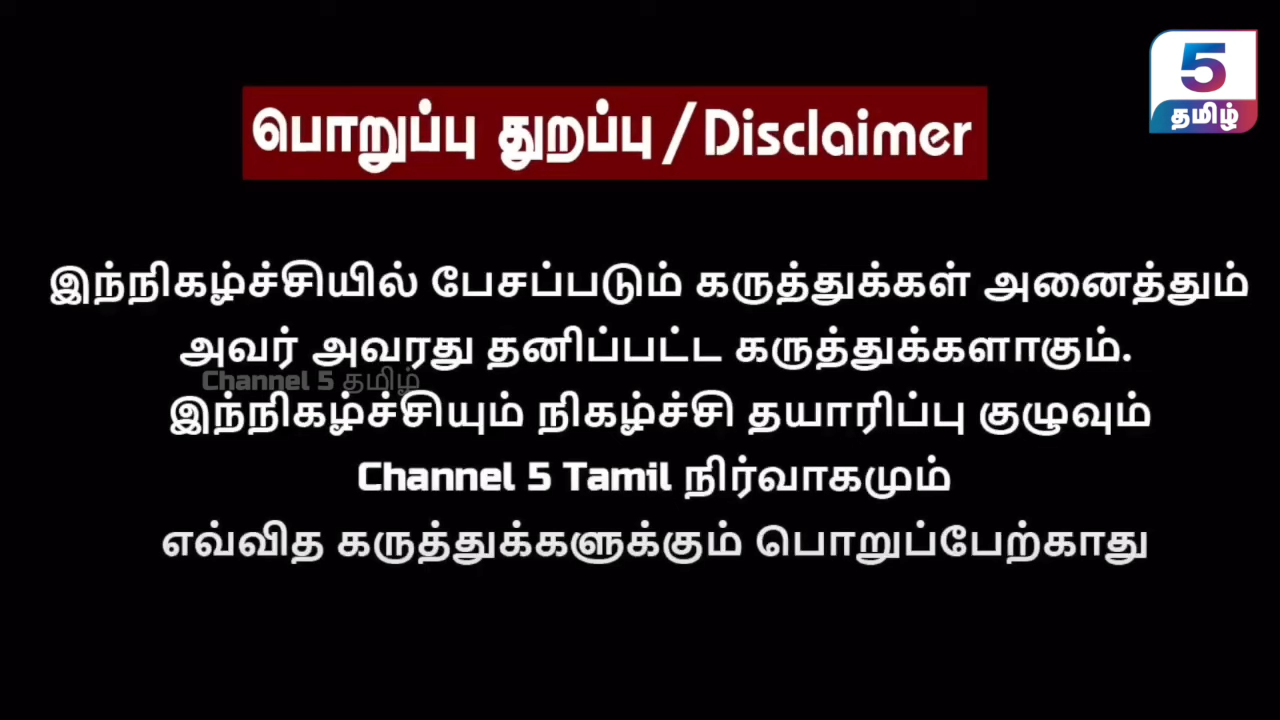 5
தமிழ்
பொறுப்பு துறப்பு/Disclaimer
இந்நிகழ்ச்சியில் பேசப்படும் கருத்துக்கள் அனைத்தும்
அவர் அவரது தனிப்பட்ட கருத்துக்களாகும்.
Channel 5 தமிழ்
இந்நிகழ்ச்சியும் நிகழ்ச்சி தயாரிப்பு குழுவும்
Channel 5 Tamil நிர்வாகமும்
எவ்வித கருத்துக்களுக்கும் பொறுப்பேற்காது